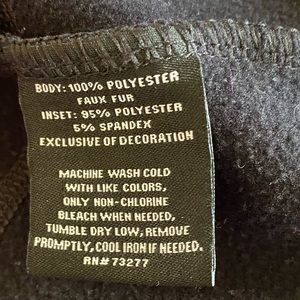 BODY: 100% POLYESTER
FAUX FUR
INSET: 95% POLYESTER
5% SPANDEX
EXCLUSIVE OF DECORATION
MACHINE WASH COLD
WITH LIKE COLORS,
ONLY NON-CHLORINE
BLEACH WHEN NEEDED,
TUMBLE DRY LOW, REMOVE
PROMPTLY, COOL IRON IF NEEDED.
RN# 73277